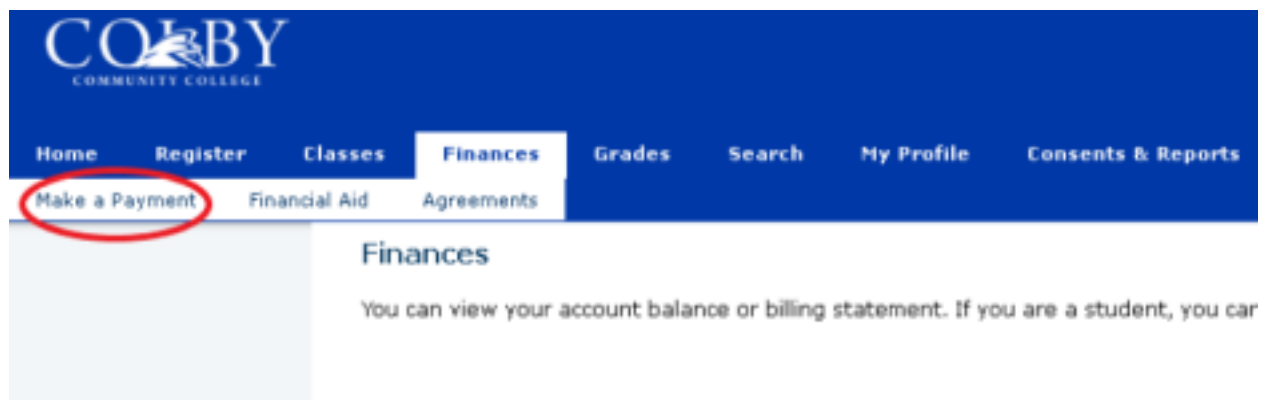 COLBY
COMMUNITY COLLEGE
Home Register Classes Finances Grades Search My Profile Consents & Reports
Make a Payment Financial Aid Agreements
Finances
You can view your account balance or billing statement. If you are a student, you can